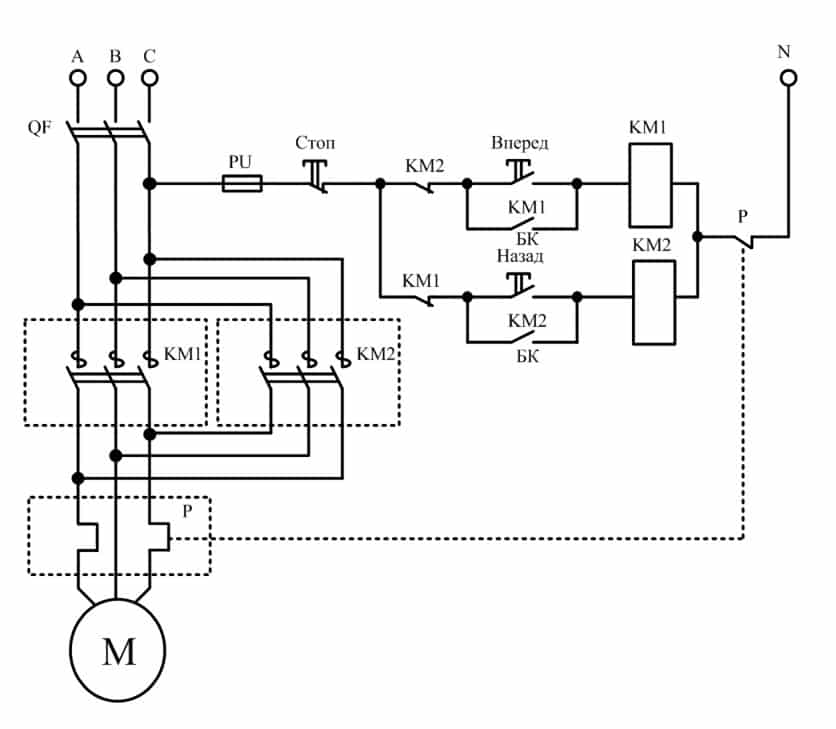 A B C
N
QF
PU
Стоп
KM2
Вперед
KM1
KM1
БК
P
KM1
Назад
KM2
KM2
БК
KM1
KM2
P
M